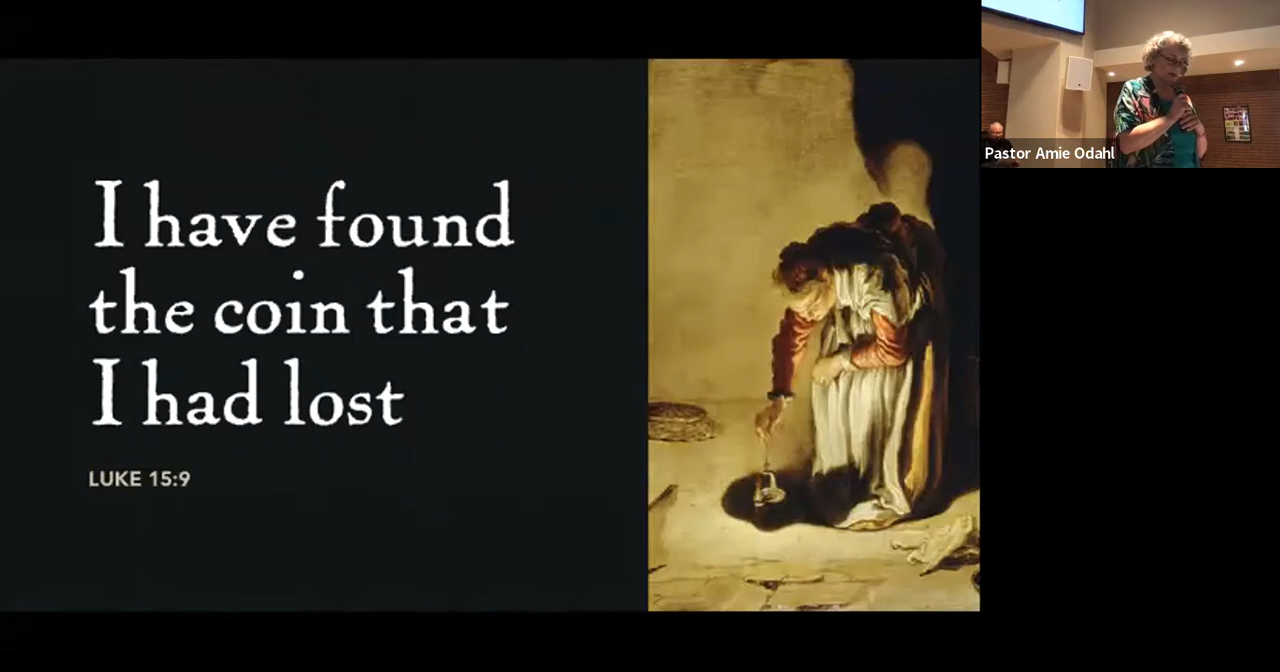 I have found
the coin that
I had lost
LUKE 15:9
Pastor Amie Odahl